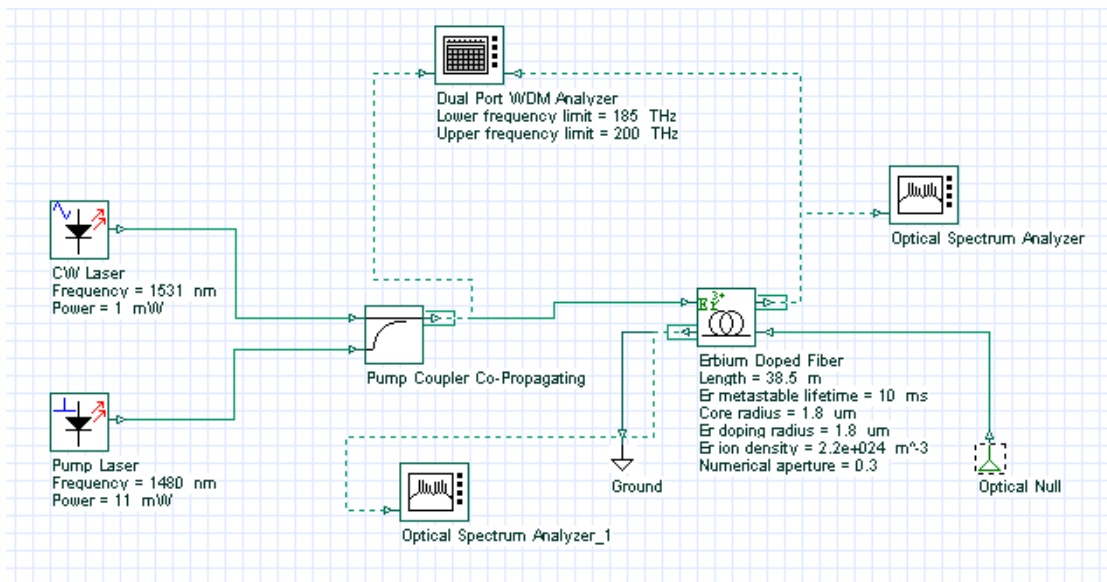 Dual Port WDM Analyzer
Lower frequency limit = 185 THz
Upper frequency limit = 200 THz
Optical Spectrum Analyzer
CW Laser
Frequency = 1531 nm
Power = 1 mW
Pump Coupler Co-Propagating
Er 3+
Erbium Doped Fiber
Length = 38.5 m
Er metastable lifetime = 10 ms
Core radius = 1.8 um
Er doping radius = 1.8 um
Er ion density = 2.2e+024 m^-3
Numerical aperture = 0.3
Pump Laser
Frequency = 1480 nm
Power = 11 mW
Ground
Optical Null
Optical Spectrum Analyzer_1